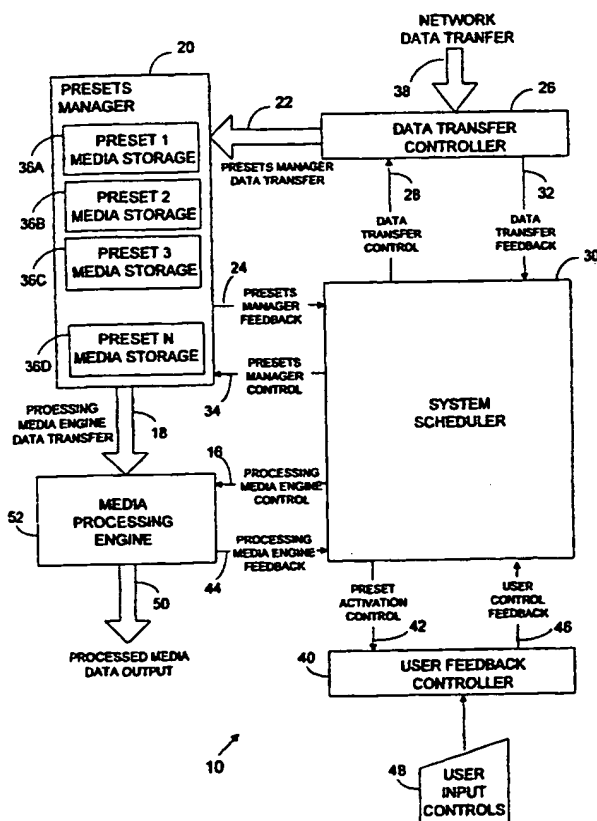 NETWORK
DATA TRANFER
20
38
26
PRESETS
MANAGER
22
DATA TRANSFER
CONTROLLER
PRESET 1
MEDIA STORAGE
36A
PRESETS MANAGER
DATA TRANSFER
28
32
PRESET 2
MEDIA STORAGE
36B
DATA
TRANSFER
CONTROL
DATA
TRANSFER
FEEDBACK
PRESET 3
MEDIA STORAGE
36C
24
30
PRESETS
MANAGER
FEEDBACK
PRESET N
MEDIA STORAGE
36D
PRESETS
MANAGER
CONTROL
34
SYSTEM
SCHEDULER
PROESSING
MEDIA ENGINE
DATA TRANSFER
18
16
PROCESSING
MEDIA ENGINE
CONTROL
52
MEDIA
PROCESSING
ENGINE
PROCESSING
MEDIA ENGINE
FEEDBACK
44
50
PRESET
ACTIVATION
CONTROL
USER
CONTROL
FEEDBACK
42
46
PROCESSED MEDIA
DATA OUTPUT
40
USER FEEDBACK
CONTROLLER
10
48
USER
INPUT
CONTROLS